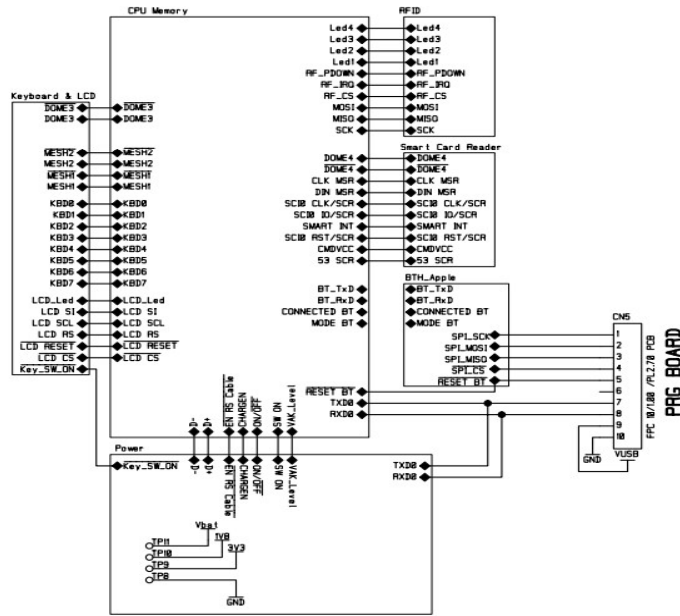 CPU Memory
RFID
Led4 Led4
Led3 Led3
Led2 Led2
Led1 Led1
RF_PDOWN RF_PDOWN
RF_IRQ RF_IRQ
RF_CS RF_CS
MOSI MOSI
MISO MISO
SCK SCK
Keyboard & LCD
DOME3 DOME3
DOME3 DOME3
MESH2 MESH2
MESH2 MESH2
MESH1 MESH1
MESH1 MESH1
KBD0 KBD0
KBD1 KBD1
KBD2 KBD2
KBD3 KBD3
KBD4 KBD4
KBD5 KBD5
KBD6 KBD6
KBD7 KBD7
LCD_Led LCD_Led
LCD SI LCD SI
LCD SCL LCD SCL
LCD RS LCD RS
LCD RESET LCD RESET
LCD CS LCD CS
Key_SW_ON
Smart Card Reader
DOME4 DOME4
DOME4 DOME4
CLK MSR CLK MSR
DIN MSR DIN MSR
SCI0 CLK/SCR SCI0 CLK/SCR
SCI0 IO/SCR SCI0 IO/SCR
SMART INT SMART INT
SCI0 RST/SCR SCI0 RST/SCR
CMDVCC CMDVCC
53 SCR 53 SCR
BTH_Apple
BT_TxD BT_TxD
BT_RxD BT_RxD
CONNECTED BT CONNECTED BT
MODE BT MODE BT
SPI_SCK
SPI_MOSI
SPI_MISO
SPI_CS
RESET BT RESET BT
TXD0
RXD0
CN5
1
2
3
4
5
6
7
8
9
10
FPC 10/1.00 /PL2.70 PCB
PRG BOARD
GND
VUSB
D-
D+
EN RS Cable
CHARGEN
ON/OFF
SW ON
VAK_Level
Power
Key_SW_ON
D-
D+
EN RS Cable
CHARGEN
ON/OFF
SW ON
VAK_Level
TXD0
RXD0
Vbat
TP11
1V8
TP10
3V3
TP9
TP8
GND